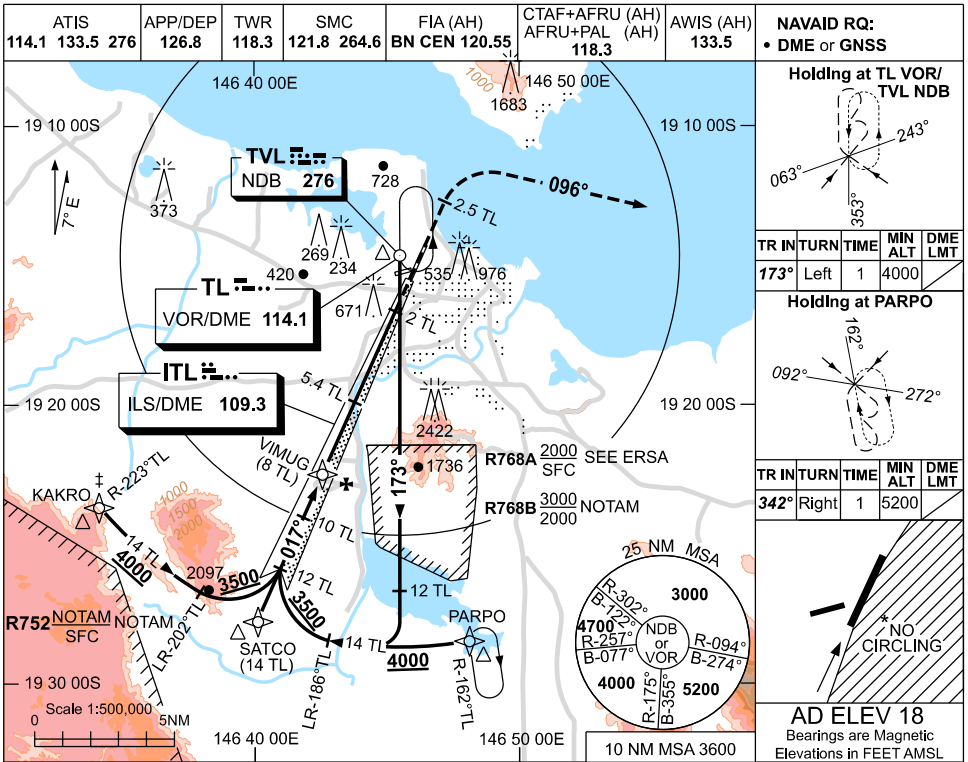 ATIS
114.1 133.5 276
APP/DEP
126.8
TWR
118.3
SMC
121.8 264.6
FIA (AH)
BN CEN 120.55
CTAF+AFRU (AH)
AFRU+PAL (AH)
118.3
AWIS (AH)
133.5
NAVAID RQ:
• DME or GNSS
146 40 00E
146 50 00E
1000
1683
19 10 00S
19 10 00S
7° E
373
TVL
NDB 276
728
096°
2.5 TL
269
234
420
535
976
TL
VOR/DME 114.1
671
2 TL
ITL
ILS/DME 109.3
5.4 TL
19 20 00S
19 20 00S
2422
VIMUG
(8 TL)
1736
R768A 2000
SFC SEE ERSA
R768B 3000
2000 NOTAM
173°
KAKRO
‡
R-223°TL
1000
1500
2000
10 TL
017°
14 TL
4000
2097
3500
12 TL
12 TL
R752 NOTAM
SFC NOTAM
LR-202°TL
3500
SATCO
(14 TL)
14 TL
LR-186°TL
4000
PARPO
R-162°TL
19 30 00S
Scale 1:500,000
0
5NM
146 40 00E
146 50 00E
25 NM MSA
3000
R-302°
B-122°
4700
R-257°
B-077°
NDB
or
VOR
R-094°
B-274°
4000
R-175°
B-355°
5200
10 NM MSA 3600
Holding at TL VOR/
TVL NDB
243°
063°
353°
TR IN TURN TIME MIN ALT DME LMT
173° Left 1 4000
Holding at PARPO
162°
092°
272°
TR IN TURN TIME MIN ALT DME LMT
342° Right 1 5200
*NO
CIRCLING
AD ELEV 18
Bearings are Magnetic
Elevations in FEET AMSL